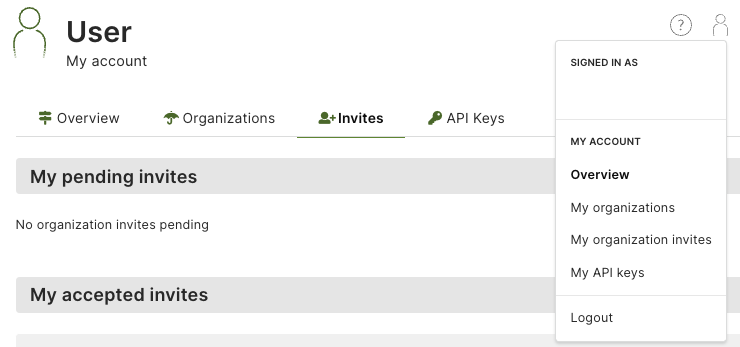 User
My account
?
SIGNED IN AS
Overview
Organizations
Invites
API Keys
MY ACCOUNT
Overview
My organizations
My organization invites
My API keys
Logout
My pending invites
No organization invites pending
My accepted invites